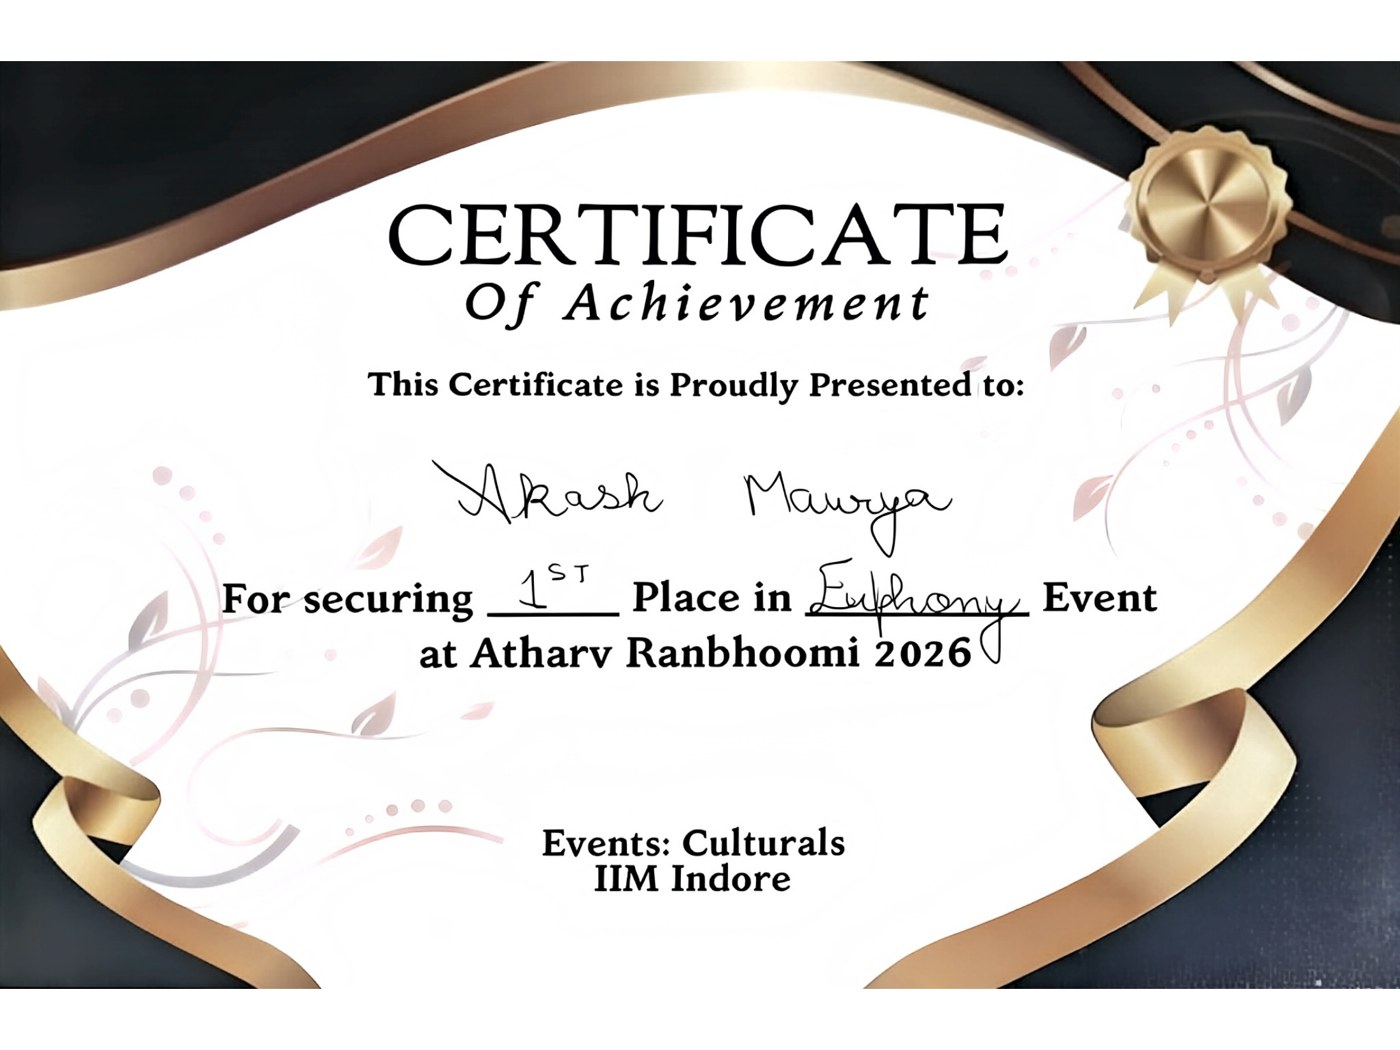 CERTIFICATE
Of Achievement
This Certificate is Proudly Presented to:
Akash Maurya
For securing 1ST Place in Euphony Event
at Atharv Ranbhoomi 2026
Events: Culturals
IIM Indore